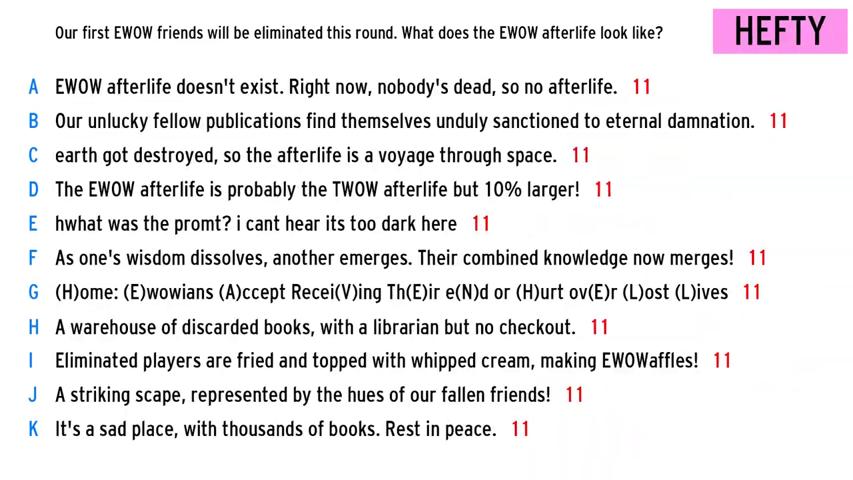 Our first EWOW friends will be eliminated this round. What does the EWOW afterlife look like?
HEFTY
A EWOW afterlife doesn't exist. Right now, nobody's dead, so no afterlife. 11
B Our unlucky fellow publications find themselves unduly sanctioned to eternal damnation. 11
C earth got destroyed, so the afterlife is a voyage through space. 11
D The EWOW afterlife is probably the TWOW afterlife but 10% larger! 11
E hwhat was the promt? i cant hear its too dark here 11
F As one's wisdom dissolves, another emerges. Their combined knowledge now merges! 11
G (H)ome: (E)wowians (A)ccept Recei(V)ing Th(E)ir e(N)d or (H)urt ov(E)r (L)ost (L)ives 11
H A warehouse of discarded books, with a librarian but no checkout. 11
I Eliminated players are fried and topped with whipped cream, making EWOWaffles! 11
J A striking scape, represented by the hues of our fallen friends! 11
K It's a sad place, with thousands of books. Rest in peace. 11